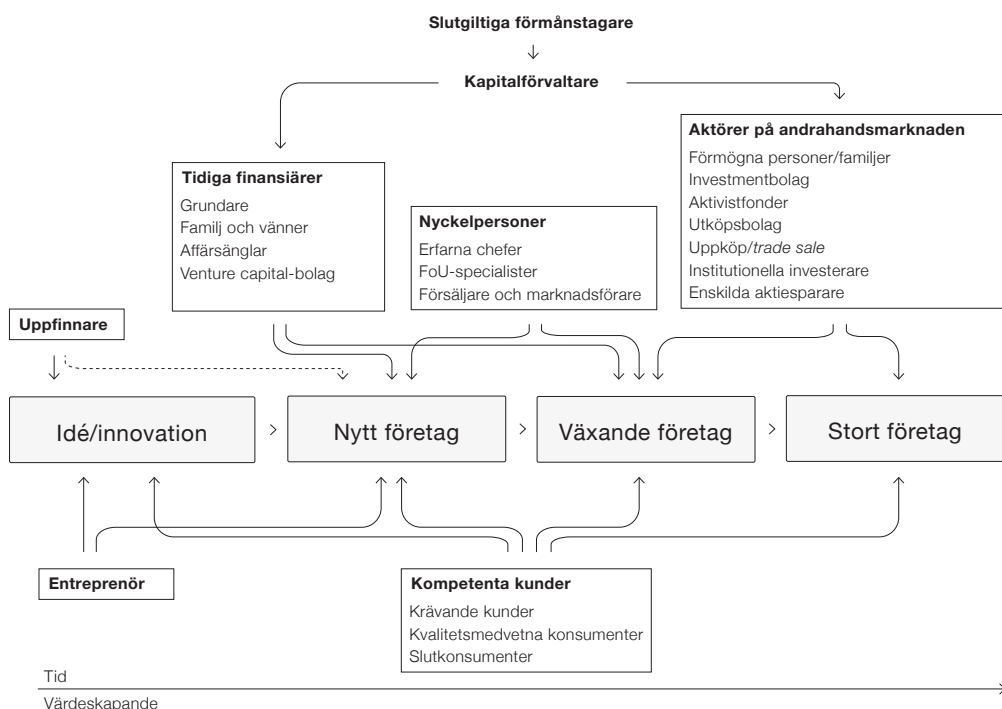 Slutgiltiga förmånstagare
Kapitalförvaltare
Aktörer på andrahandsmarknaden
Förmögna personer/familjer
Investmentbolag
Aktivistfonder
Utköpsbolag
Uppköp/trade sale
Institutionella investerare
Enskilda aktiesparare
Tidiga finansiärer
Grundare
Familj och vänner
Affärsänglar
Venture capital-bolag
Nyckelpersoner
Erfarna chefer
FoU-specialister
Försäljare och marknadsförare
Uppfinnare
Idé/innovation
Nytt företag
Växande företag
Stort företag
Entreprenör
Kompetenta kunder
Krävande kunder
Kvalitetsmedvetna konsumenter
Slutkonsumenter
Tid
Värdeskapande